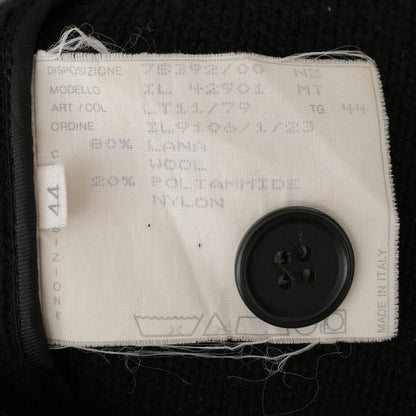 DISPOSIZIONE 75392/00 NZ
MODELLO IL 42901 MT
ART / COL LT11/79 TG 44
ORDINE IL9106/1/23
80% LANA
WOOL
20% POLIAMMIDE
NYLON
44
IZIONE
MADE IN ITALY